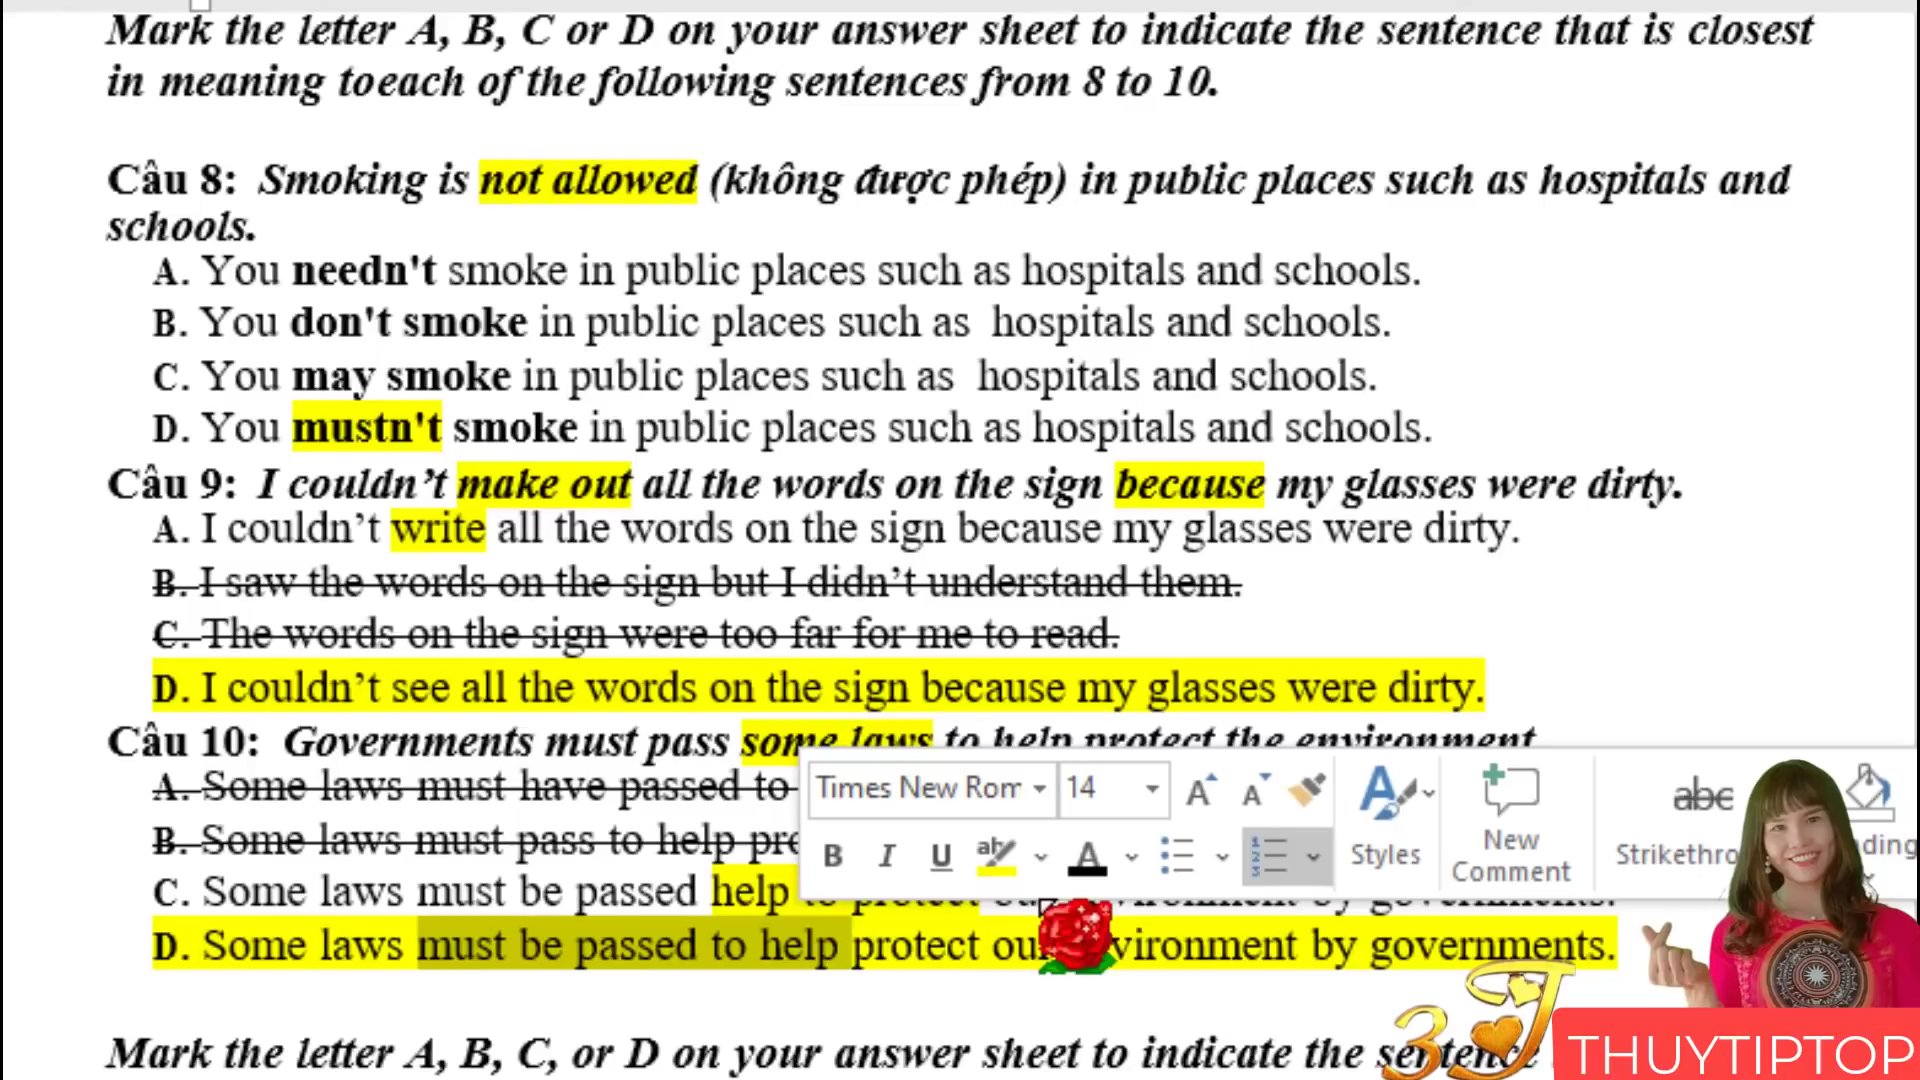 Mark the letter A, B, C or D on your answer sheet to indicate the sentence that is closest
in meaning toeach of the following sentences from 8 to 10.
Câu 8: Smoking is not allowed (không được phép) in public places such as hospitals and
schools.
A. You needn't smoke in public places such as hospitals and schools.
B. You don't smoke in public places such as hospitals and schools.
C. You may smoke in public places such as hospitals and schools.
D. You mustn't smoke in public places such as hospitals and schools.
Câu 9: I couldn’t make out all the words on the sign because my glasses were dirty.
A. I couldn’t write all the words on the sign because my glasses were dirty.
B. I saw the words on the sign but I didn’t understand them.
C. The words on the sign were too far for me to read.
D. I couldn’t see all the words on the sign because my glasses were dirty.
Câu 10: Governments must pass some laws to help protect the environment
A. Some laws must have passed to
B. Some laws must pass to help
C. Some laws must be passed help to protect our environment by governments.
D. Some laws must be passed to help protect our vironment by governments.
Times New Rom 14 A A A abc
B I U aby A Styles New Comment Strikethro ding
Mark the letter A, B, C, or D on your answer sheet to indicate the sentence
3J
THUYTIPTOP